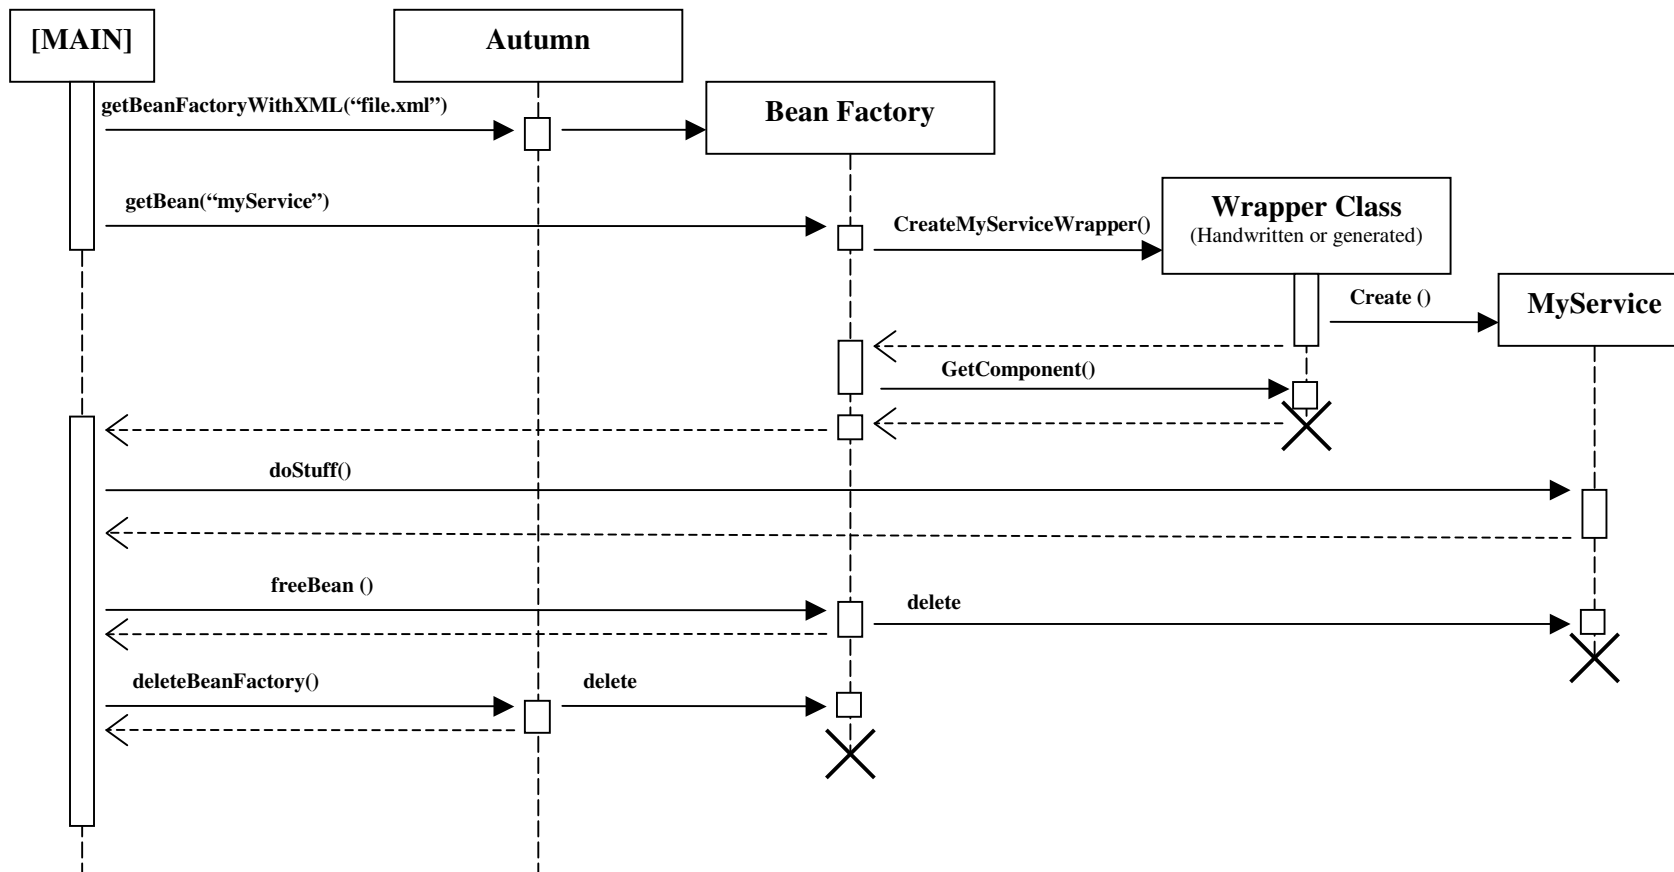 [MAIN]
Autumn
getBeanFactoryWithXML(“file.xml”)
Bean Factory
getBean(“myService”)
CreateMyServiceWrapper()
Wrapper Class
(Handwritten or generated)
Create ()
MyService
GetComponent()
doStuff()
freeBean ()
delete
deleteBeanFactory()
delete